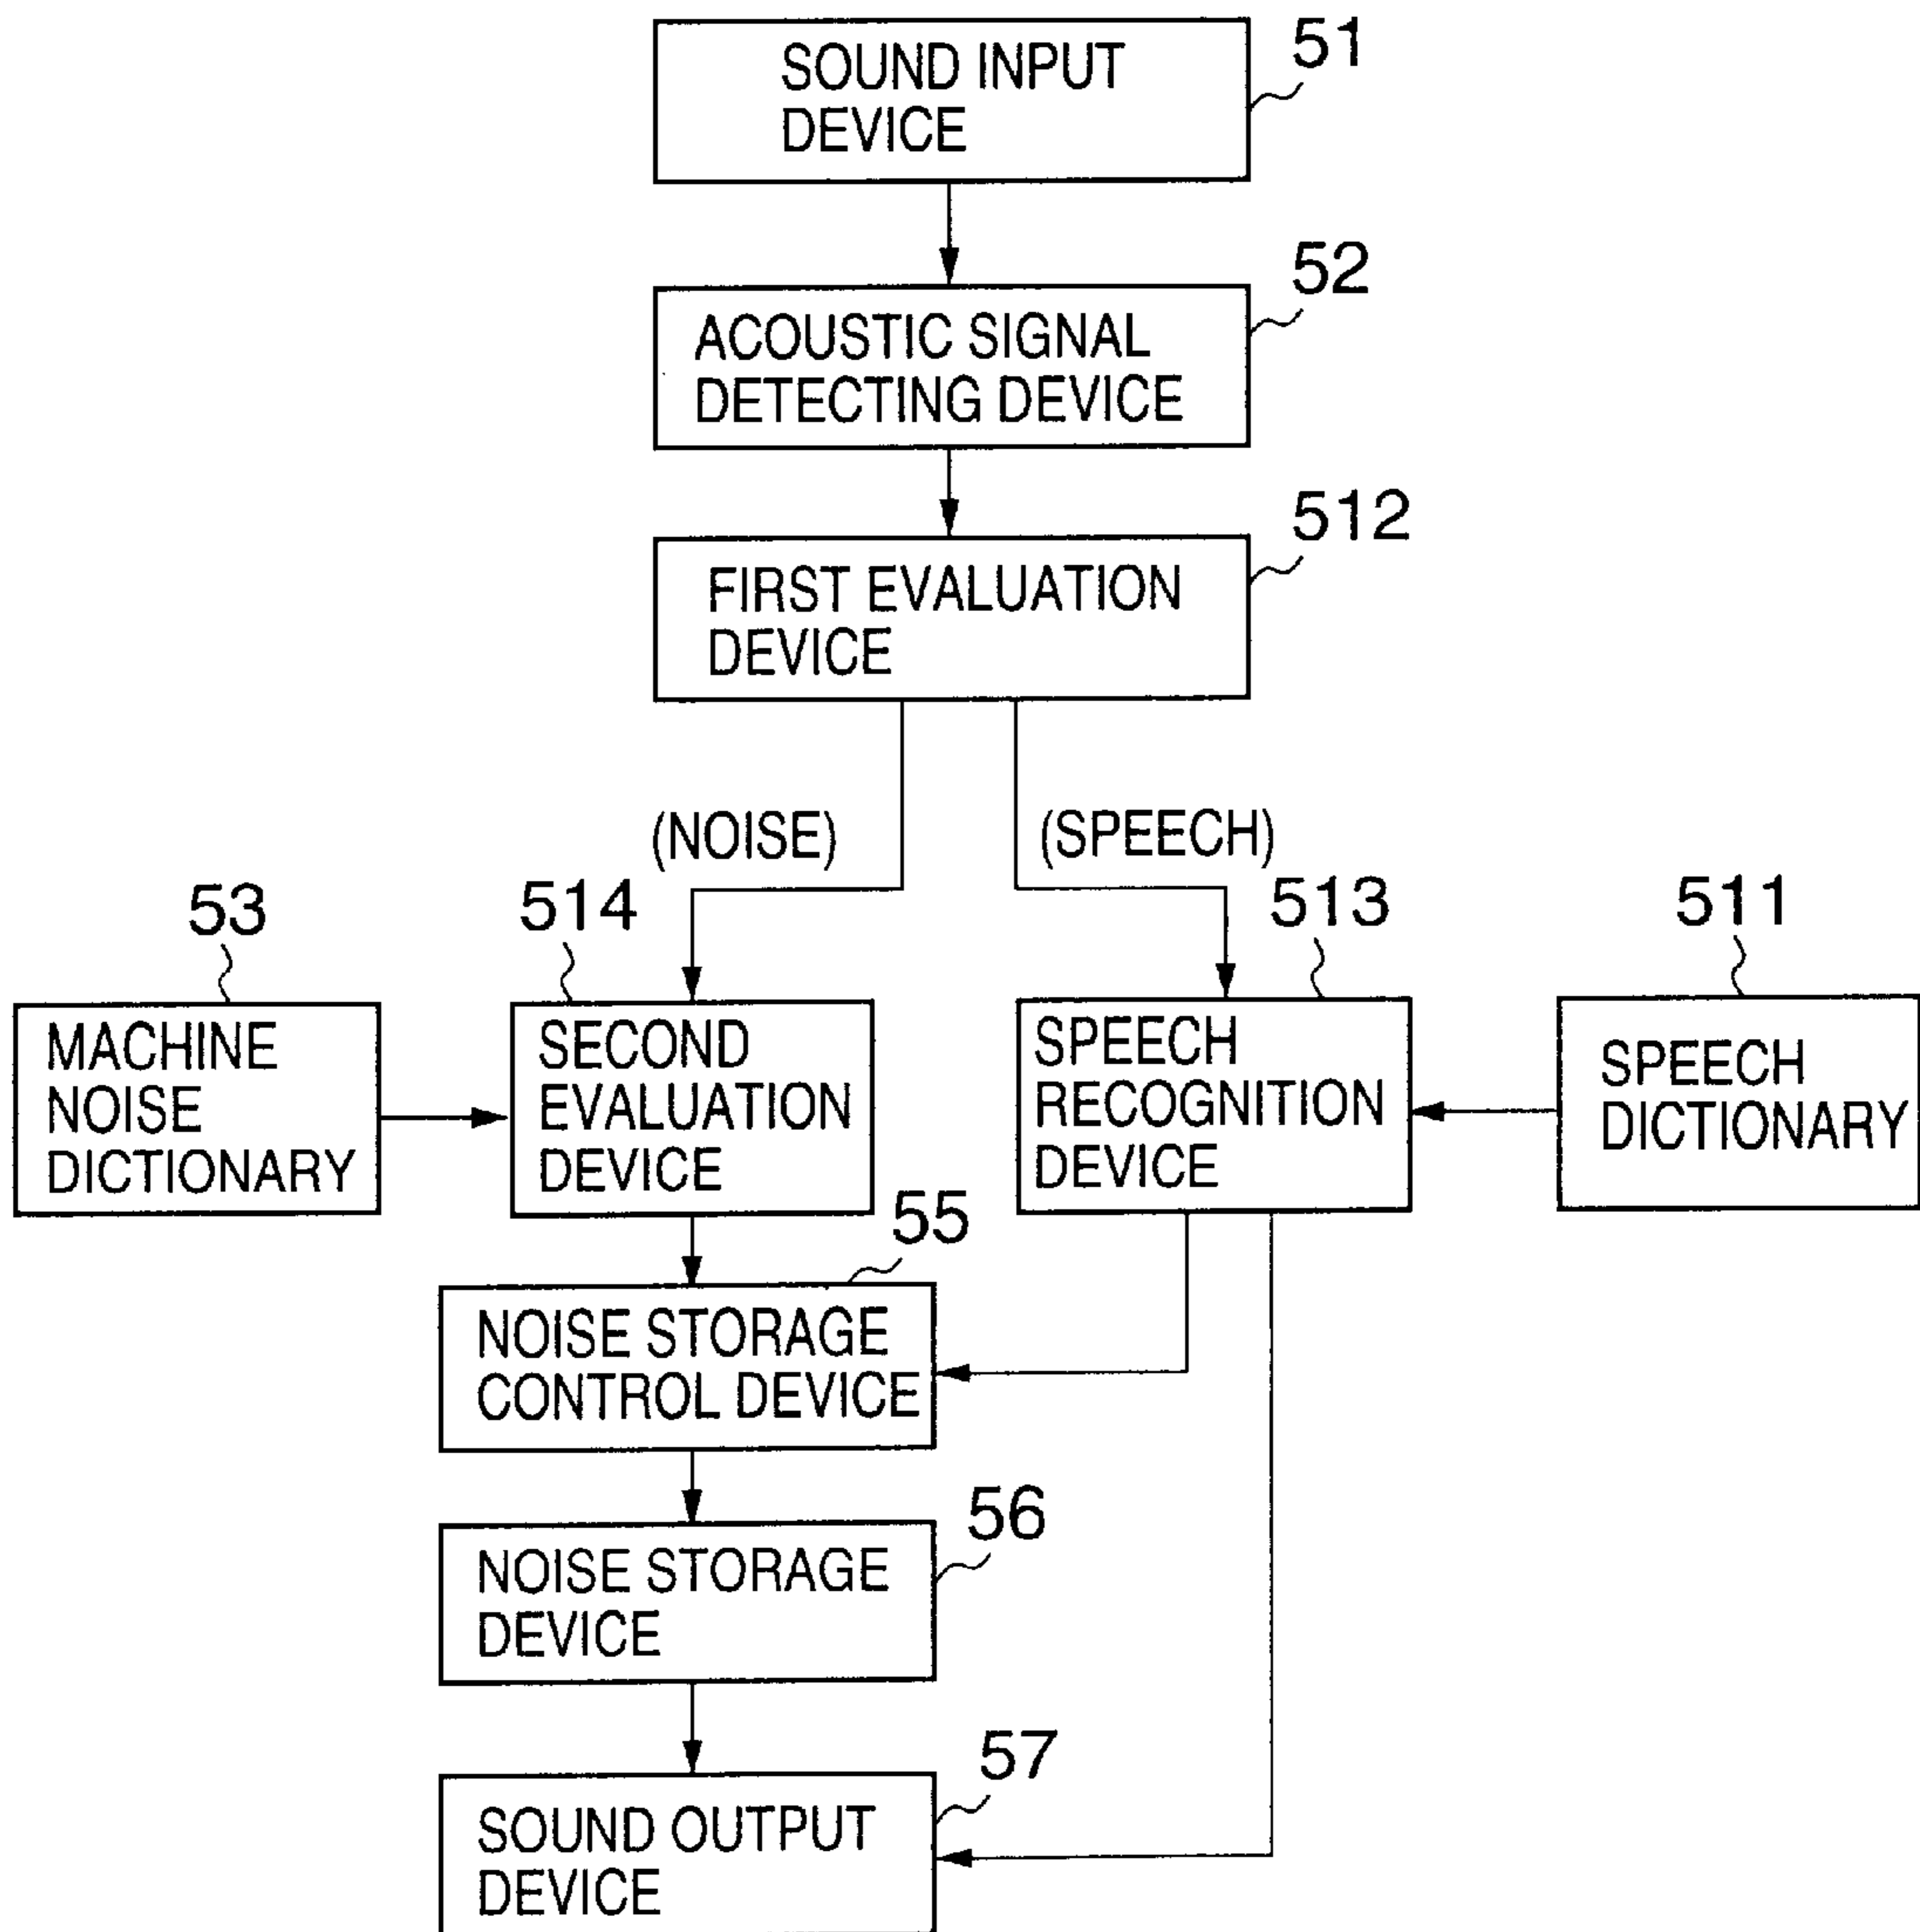 SOUND INPUT
DEVICE
51
ACOUSTIC SIGNAL
DETECTING DEVICE
52
FIRST EVALUATION
DEVICE
512
(NOISE)
(SPEECH)
53
514
513
511
MACHINE
NOISE
DICTIONARY
SECOND
EVALUATION
DEVICE
SPEECH
RECOGNITION
DEVICE
SPEECH
DICTIONARY
55
NOISE STORAGE
CONTROL DEVICE
56
NOISE STORAGE
DEVICE
57
SOUND OUTPUT
DEVICE